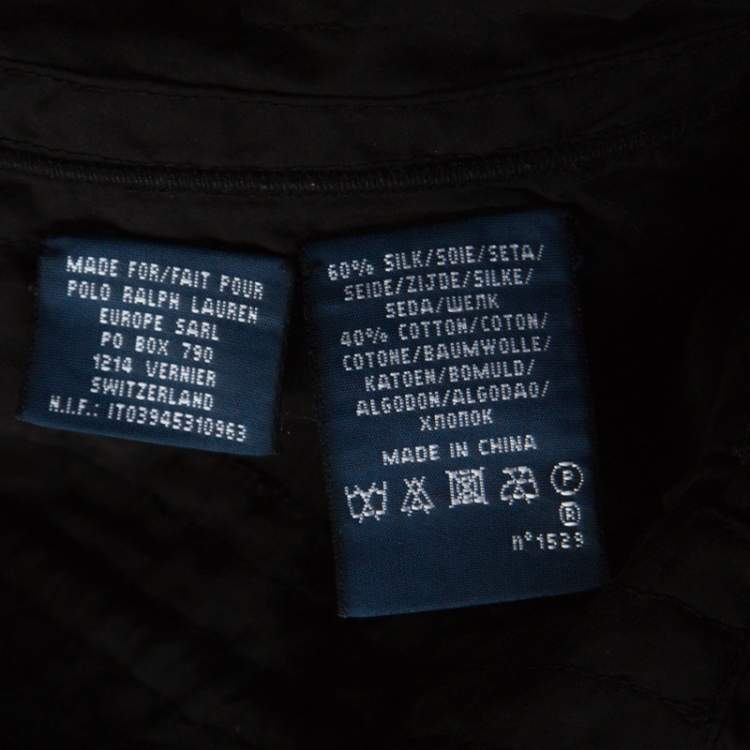 MADE FOR/FAIT POUR
POLO RALPH LAUREN
EUROPE SARL
PO BOX 790
1214 VERNIER
SWITZERLAND
N.I.F.: IT03945310963
60% SILK/SOIE/SETA/
SEIDE/ZIJDE/SILKE/
SEDA/ШЕЛК
40% COTTON/COTON/
COTONE/BAUMWOLLE/
KATOEN/BOMULD/
ALGODON/ALGODAO/
ХЛОПОК
MADE IN CHINA
P
R
n°1529